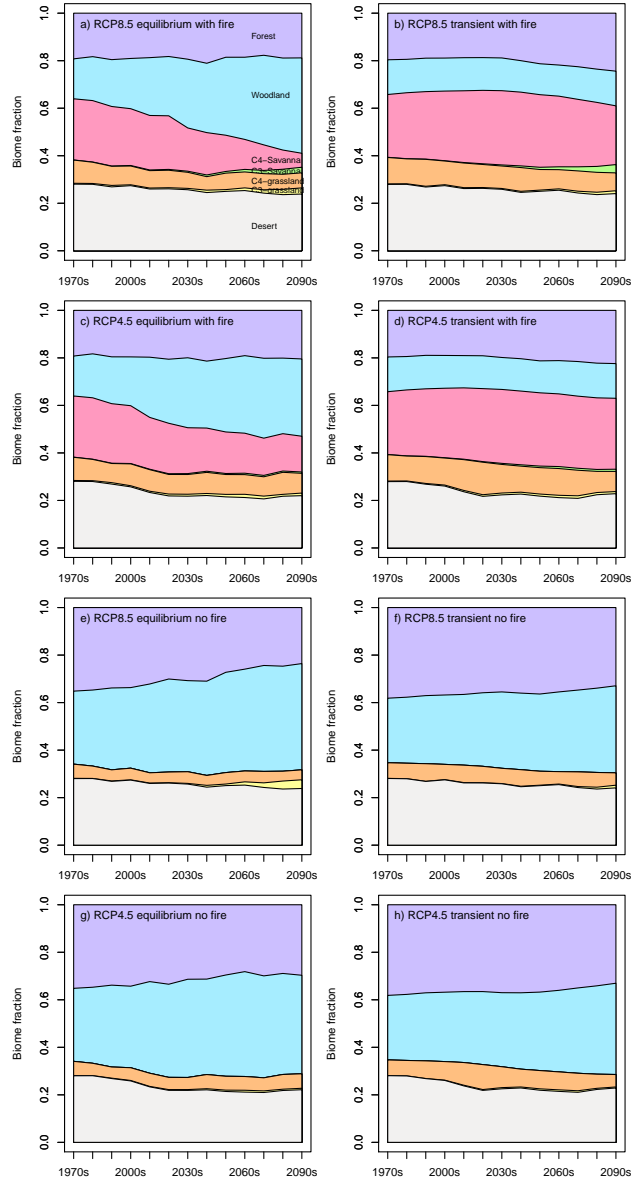 a) RCP8.5 equilibrium with fire
Forest
Woodland
C4−Savanna
C3−Savanna
C4−grassland
C3−grassland
Desert
Biome fraction
0.0 0.2 0.4 0.6 0.8 1.0
1970s 2000s 2030s 2060s 2090s
b) RCP8.5 transient with fire
Biome fraction
0.0 0.2 0.4 0.6 0.8 1.0
1970s 2000s 2030s 2060s 2090s
c) RCP4.5 equilibrium with fire
Biome fraction
0.0 0.2 0.4 0.6 0.8 1.0
1970s 2000s 2030s 2060s 2090s
d) RCP4.5 transient with fire
Biome fraction
0.0 0.2 0.4 0.6 0.8 1.0
1970s 2000s 2030s 2060s 2090s
e) RCP8.5 equilibrium no fire
Biome fraction
0.0 0.2 0.4 0.6 0.8 1.0
1970s 2000s 2030s 2060s 2090s
f) RCP8.5 transient no fire
Biome fraction
0.0 0.2 0.4 0.6 0.8 1.0
1970s 2000s 2030s 2060s 2090s
g) RCP4.5 equilibrium no fire
Biome fraction
0.0 0.2 0.4 0.6 0.8 1.0
1970s 2000s 2030s 2060s 2090s
h) RCP4.5 transient no fire
Biome fraction
0.0 0.2 0.4 0.6 0.8 1.0
1970s 2000s 2030s 2060s 2090s